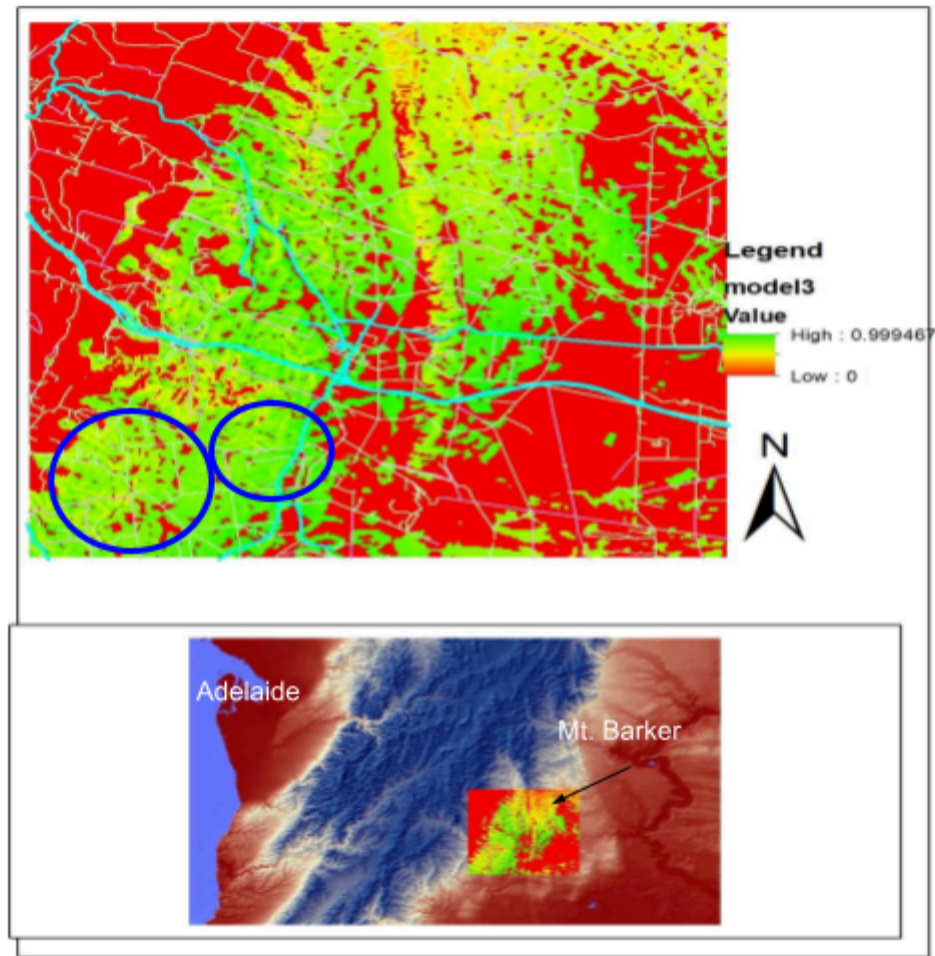 Legend
model3
Value
High : 0.999467
Low : 0
N
Adelaide
Mt. Barker